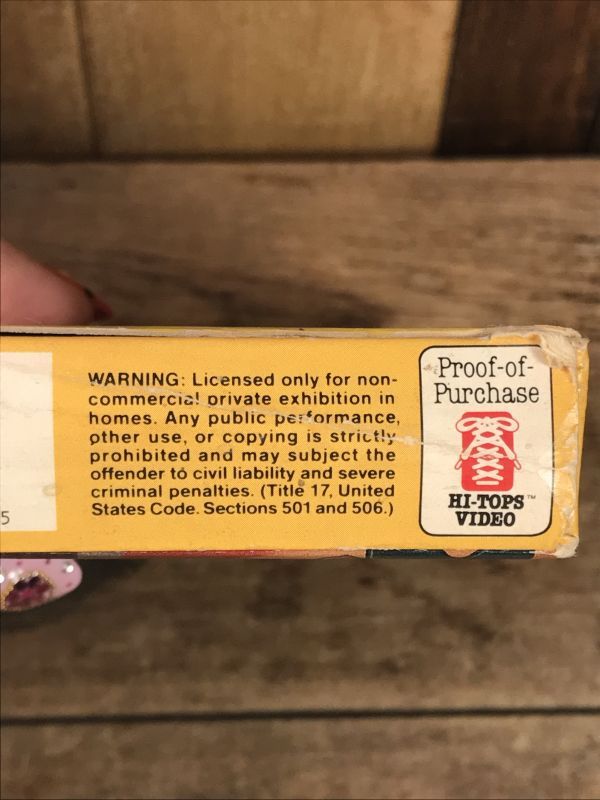 WARNING: Licensed only for non-
commercial private exhibition in
homes. Any public performance,
other use, or copying is strictly
prohibited and may subject the
offender to civil liability and severe
criminal penalties. (Title 17, United
States Code. Sections 501 and 506.)
5
Proof-of-
Purchase
HI-TOPS™
VIDEO